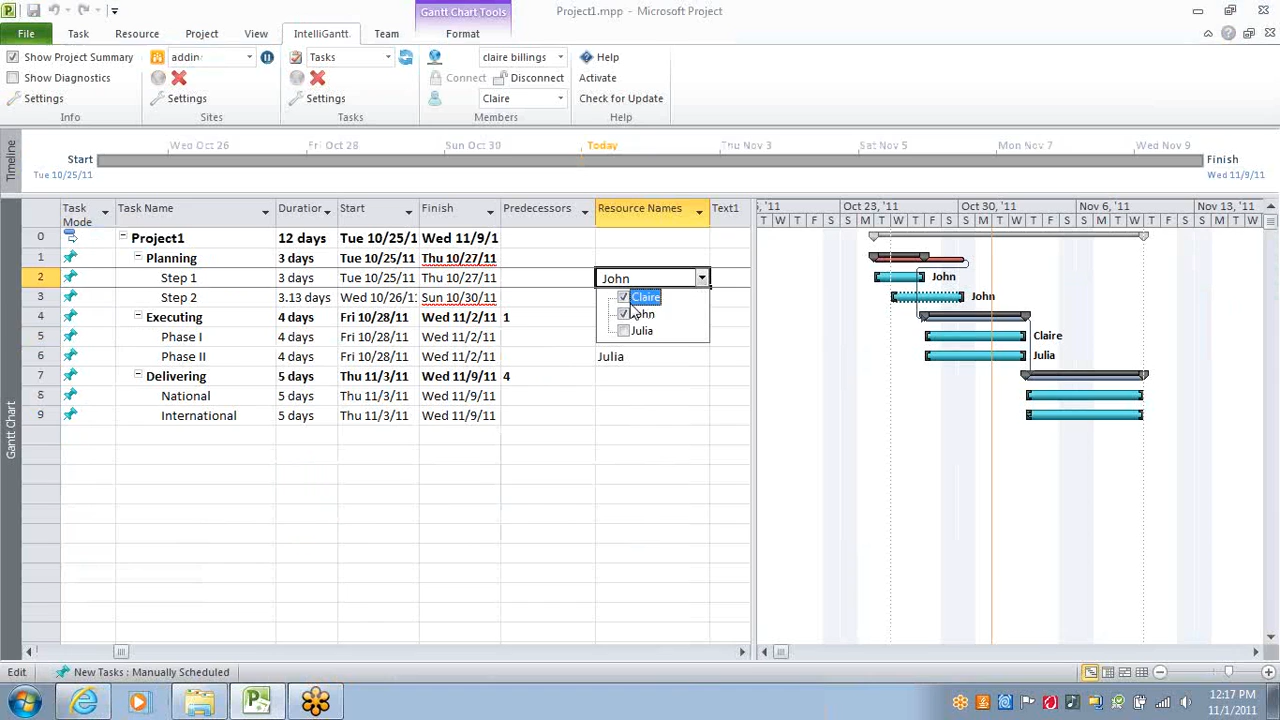 Gantt Chart Tools
Project1.mpp - Microsoft Project
File Task Resource Project View IntelliGantt Team Format
Show Project Summary
Show Diagnostics
Settings
Info
addin
Settings
Sites
Tasks
Settings
Tasks
claire billings
Connect Disconnect
Claire
Members
Help
Activate
Check for Update
Help
Timeline
Wed Oct 26 Fri Oct 28 Sun Oct 30 Today Thu Nov 3 Sat Nov 5 Mon Nov 7 Wed Nov 9
Start
Tue 10/25/11
Finish
Wed 11/9/11
Gantt Chart
Task Mode Task Name Duration Start Finish Predecessors Resource Names Text1
'11 Oct 23, '11 Oct 30, '11 Nov 6, '11 Nov 13, '11
T W T F S S M T W T F S S M T W T F S S M T W T F S S M T W
0 Project1 12 days Tue 10/25/1 Wed 11/9/1
1 Planning 3 days Tue 10/25/11 Thu 10/27/11
2 Step 1 3 days Tue 10/25/11 Thu 10/27/11 John
3 Step 2 3.13 days Wed 10/26/1 Sun 10/30/11
4 Executing 4 days Fri 10/28/11 Wed 11/2/11 1
5 Phase I 4 days Fri 10/28/11 Wed 11/2/11
6 Phase II 4 days Fri 10/28/11 Wed 11/2/11 Julia
7 Delivering 5 days Thu 11/3/11 Wed 11/9/11 4
8 National 5 days Thu 11/3/11 Wed 11/9/11
9 International 5 days Thu 11/3/11 Wed 11/9/11
Claire
John
Julia
John
John
Claire
Julia
Edit New Tasks : Manually Scheduled
12:17 PM
11/1/2011